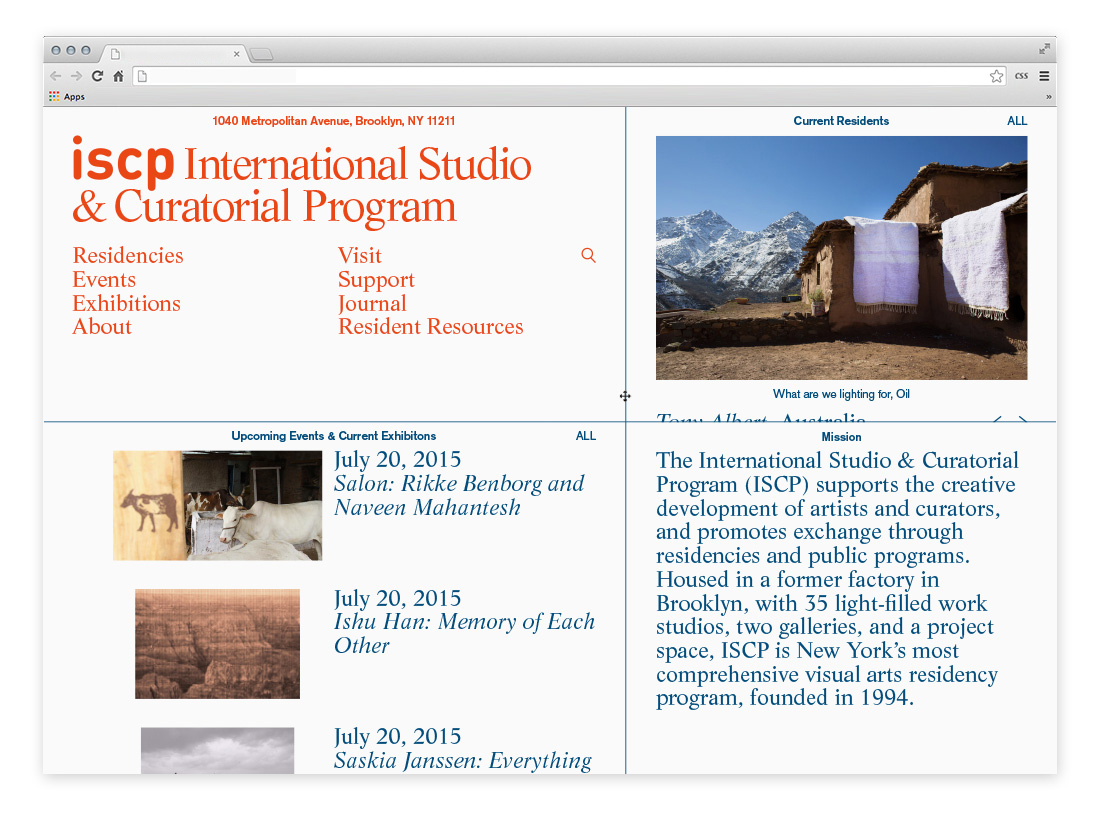 CSS
Apps
»
1040 Metropolitan Avenue, Brooklyn, NY 11211
iscp International Studio
& Curatorial Program
Residencies
Events
Exhibitions
About
Visit
Support
Journal
Resident Resources
Current Residents
ALL
What are we lighting for, Oil
Tony Albert, Australia
Upcoming Events & Current Exhibitons
ALL
July 20, 2015
Salon: Rikke Benborg and
Naveen Mahantesh
July 20, 2015
Ishu Han: Memory of Each
Other
July 20, 2015
Saskia Janssen: Everything
Mission
The International Studio & Curatorial
Program (ISCP) supports the creative
development of artists and curators,
and promotes exchange through
residencies and public programs.
Housed in a former factory in
Brooklyn, with 35 light-filled work
studios, two galleries, and a project
space, ISCP is New York’s most
comprehensive visual arts residency
program, founded in 1994.